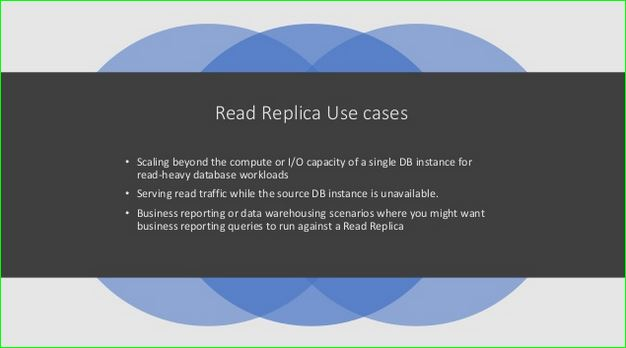 Read Replica Use cases
• Scaling beyond the compute or I/O capacity of a single DB instance for
read-heavy database workloads
• Serving read traffic while the source DB instance is unavailable.
• Business reporting or data warehousing scenarios where you might want
business reporting queries to run against a Read Replica